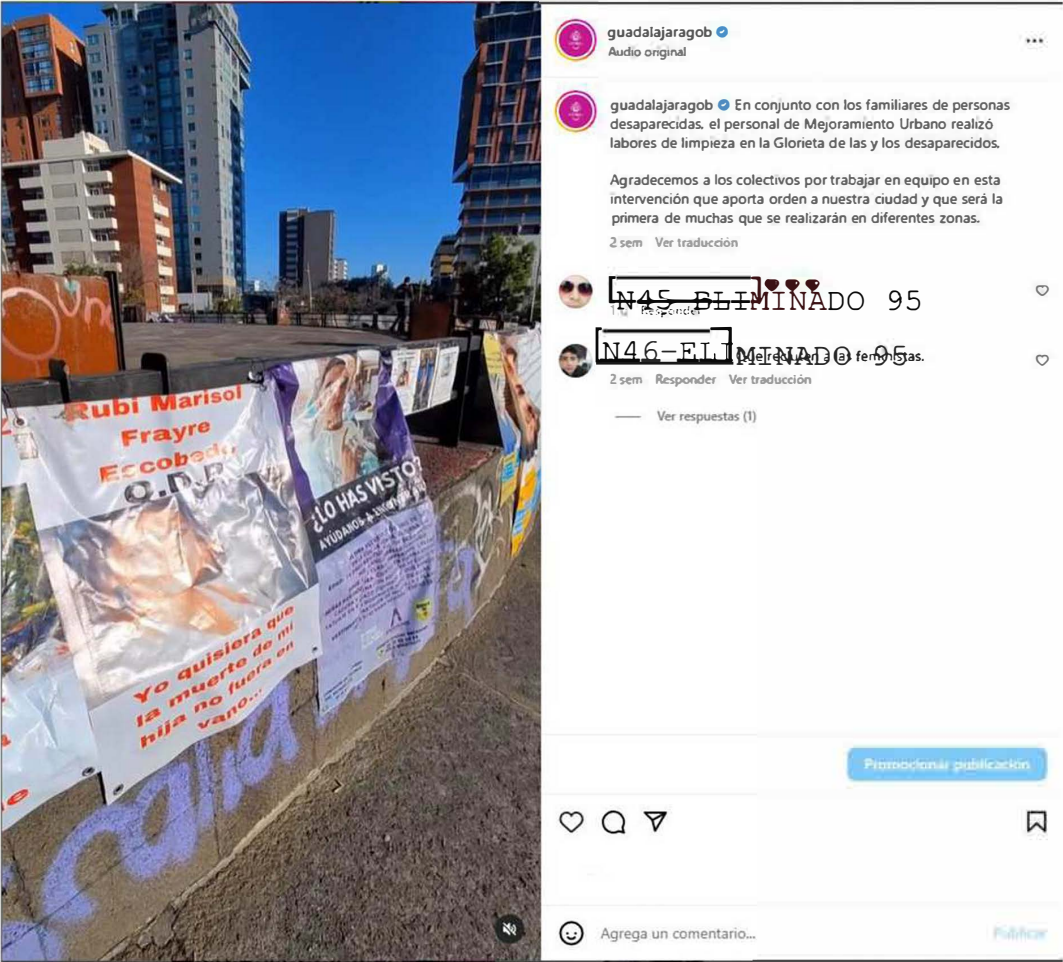 guadalajaragob
Audio original
guadalajaragob En conjunto con los familiares de personas
desaparecidas, el personal de Mejoramiento Urbano realizó
labores de limpieza en la Glorieta de las y los desaparecidos.
Agradecemos a los colectivos por trabajar en equipo en esta
intervención que aporta orden a nuestra ciudad y que será la
primera de muchas que se realizarán en diferentes zonas.
2 sem Ver traducción
N45-ELIMINADO 95
Responder
N46-ELIMINADO 95
Que recluten a las feministas.
2 sem Responder Ver traducción
Ver respuestas (1)
Promocionar publicación
Agrega un comentario...
Publicar
Rubi Marisol
Frayre
Escobedo
Q.D.P.
Yo quisiera que
la muerte de mi
hija no fuera en
vano...
¿LO HAS VISTO?
AYÚDANOS A